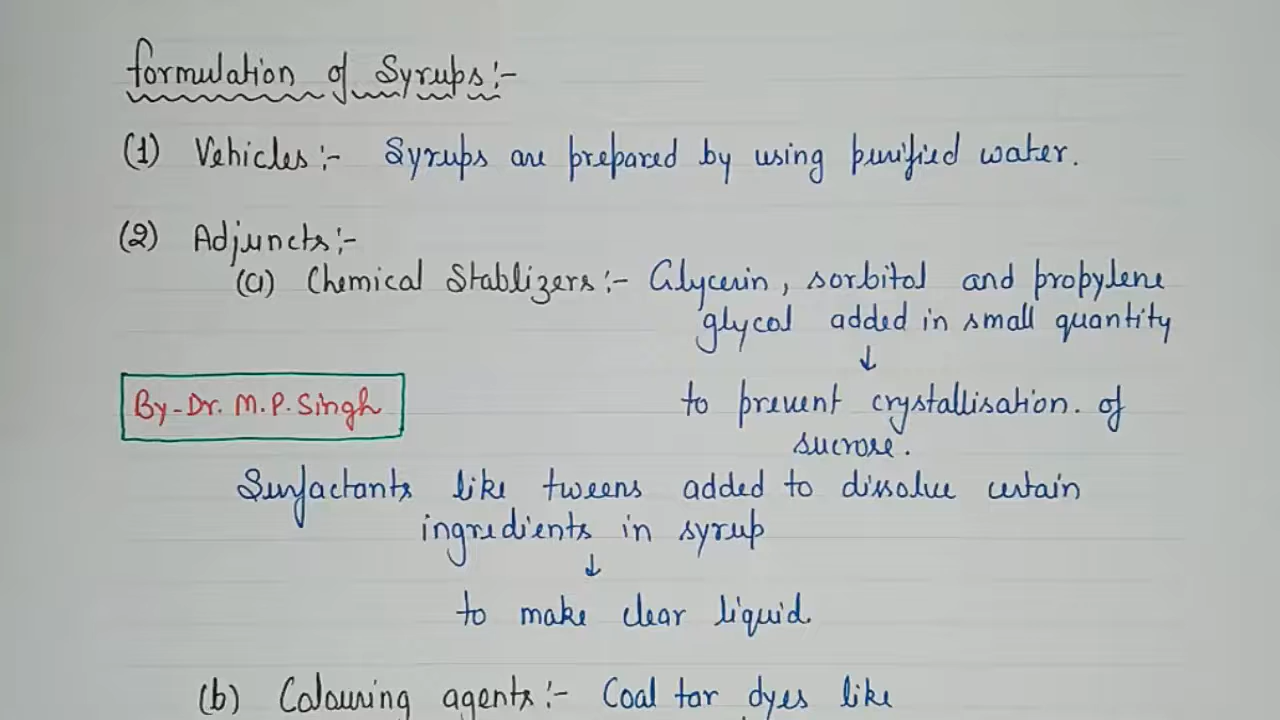 formulation of Syrups:-
(1) Vehicles:- Syrups are prepared by using purified water.
(2) Adjuncts:-
(a) Chemical Stablizers:- Glycerin, sorbitol and propylene
glycol added in small quantity
↓
to prevent crystallisation. of
sucrose.
By-Dr. M.P.Singh
Surfactants like tweens added to dissolve certain
ingredients in syrup
↓
to make clear liquid.
(b) Colouring agents:- Coal tar dyes like